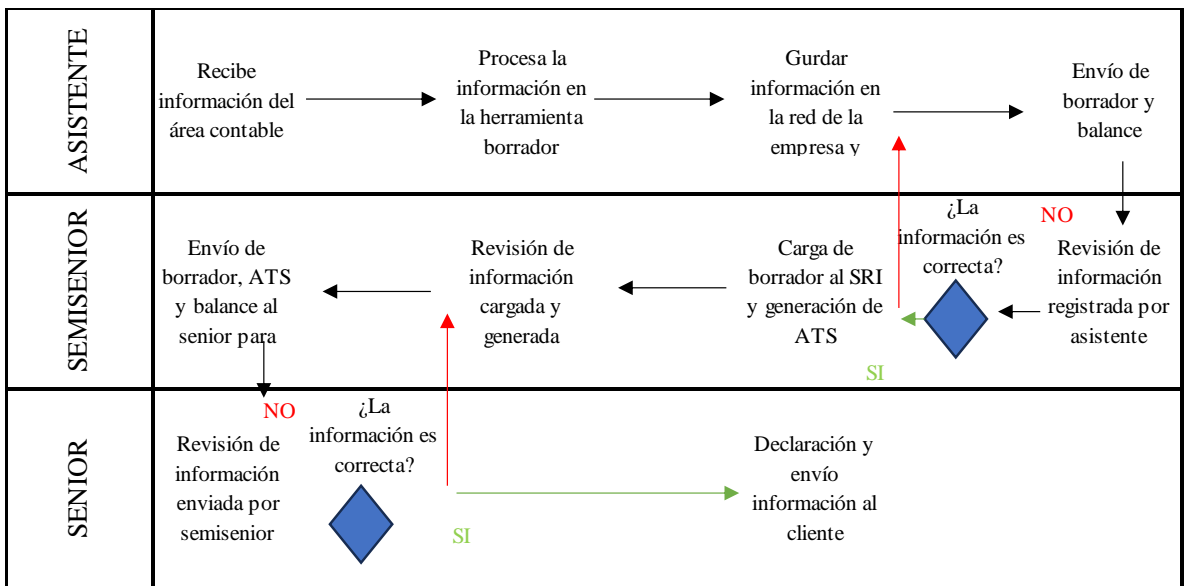 ASISTENTE
Recibe
información del
área contable
Procesa la
información en
la herramienta
borrador
Gurdar
información en
la red de la
empresa y
Envío de
borrador y
balance
SEMISENIOR
Envío de
borrador, ATS
y balance al
senior para
Revisión de
información
cargada y
generada
Carga de
borrador al SRI
y generación de
ATS
SI
¿La
información es
correcta?
NO
Revisión de
información
registrada por
asistente
SENIOR
NO
Revisión de
información
enviada por
semisenior
¿La
información es
correcta?
SI
Declaración y
envío
información al
cliente